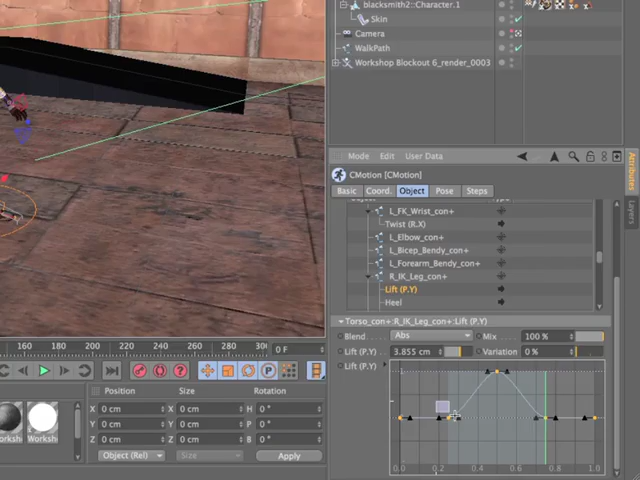 blacksmith2::Character.1
Skin
Camera
WalkPath
Workshop Blockout 6_render_0003
Mode Edit User Data
Attributes
Layers
CMotion [CMotion]
Basic Coord. Object Pose Steps
L_FK_Wrist_con+
Twist (R.X)
L_Elbow_con+
L_Bicep_Bendy_con+
L_Forearm_Bendy_con+
R_IK_Leg_con+
Lift (P.Y)
Heel
Torso_con+:R_IK_Leg_con+:Lift (P.Y)
Blend. Abs Mix 100 %
Lift (P.Y) 3.855 cm Variation 0 %
Lift (P.Y)
1
0.0 0.2 0.4 0.6 0.8 1.0
160 180 200 220 240 260 280 30 0 F
Position Size Rotation
X 0 cm X 0 cm H 0 °
Y 0 cm Y 0 cm P 0 °
Z 0 cm Z 0 cm B 0 °
Object (Rel) Size Apply
Worksh